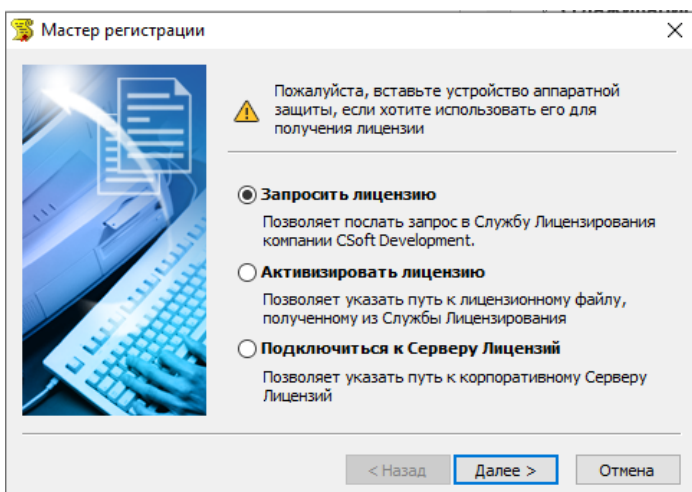 Мастер регистрации
Пожалуйста, вставьте устройство аппаратной
защиты, если хотите использовать его для
получения лицензии
Запросить лицензию
Позволяет послать запрос в Службу Лицензирования
компании CSoft Development.
Активизировать лицензию
Позволяет указать путь к лицензионному файлу,
полученному из Службы Лицензирования
Подключиться к Серверу Лицензий
Позволяет указать путь к корпоративному Серверу
Лицензий
< Назад
Далее >
Отмена